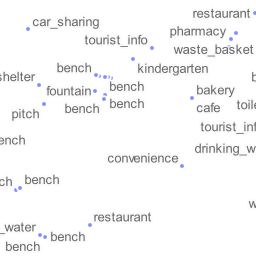 restaurant
car_sharing
pharmacy
tourist_info
waste_basket
bench
kindergarten
shelter
bench
fountain
bakery
bench
bench
cafe
toile
pitch
tourist_inf
ench
drinking_w
convenience
ch
bench
w
restaurant
_water
bench
bench